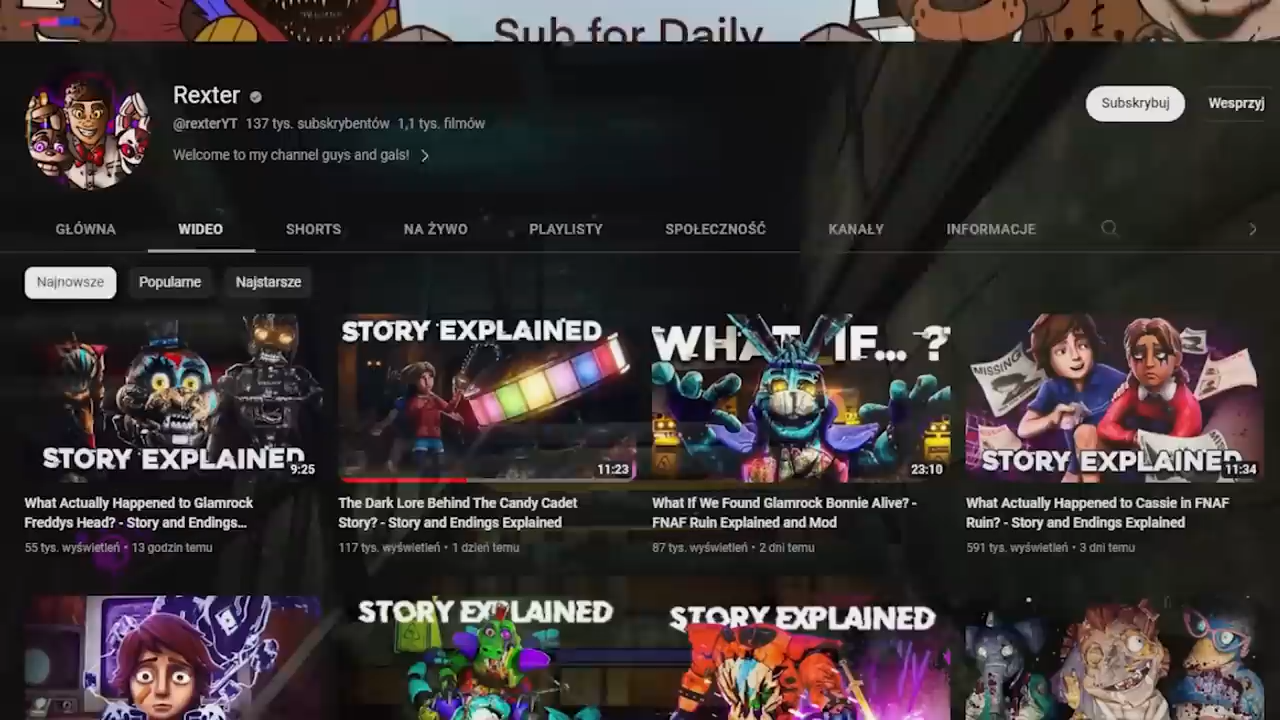 Sub for Daily
Rexter
@rexterYT 137 tys. subskrybentów 1,1 tys. filmów
Welcome to my channel guys and gals!
Subskrybuj
Wesprzyj
GŁÓWNA WIDEO SHORTS NA ŻYWO PLAYLISTY SPOŁECZNOŚĆ KANAŁY INFORMACJE
Najnowsze Popularne Najstarsze
STORY EXPLAINED
9:25
What Actually Happened to Glamrock
Freddys Head? - Story and Endings...
55 tys. wyświetleń • 13 godzin temu
STORY EXPLAINED
11:23
The Dark Lore Behind The Candy Cadet
Story? - Story and Endings Explained
117 tys. wyświetleń • 1 dzień temu
WHAT IF... ?
23:10
What If We Found Glamrock Bonnie Alive? -
FNAF Ruin Explained and Mod
87 tys. wyświetleń • 2 dni temu
MISSING
STORY EXPLAINED
11:34
What Actually Happened to Cassie in FNAF
Ruin? - Story and Endings Explained
591 tys. wyświetleń • 3 dni temu
STORY EXPLAINED
STORY EXPLAINED